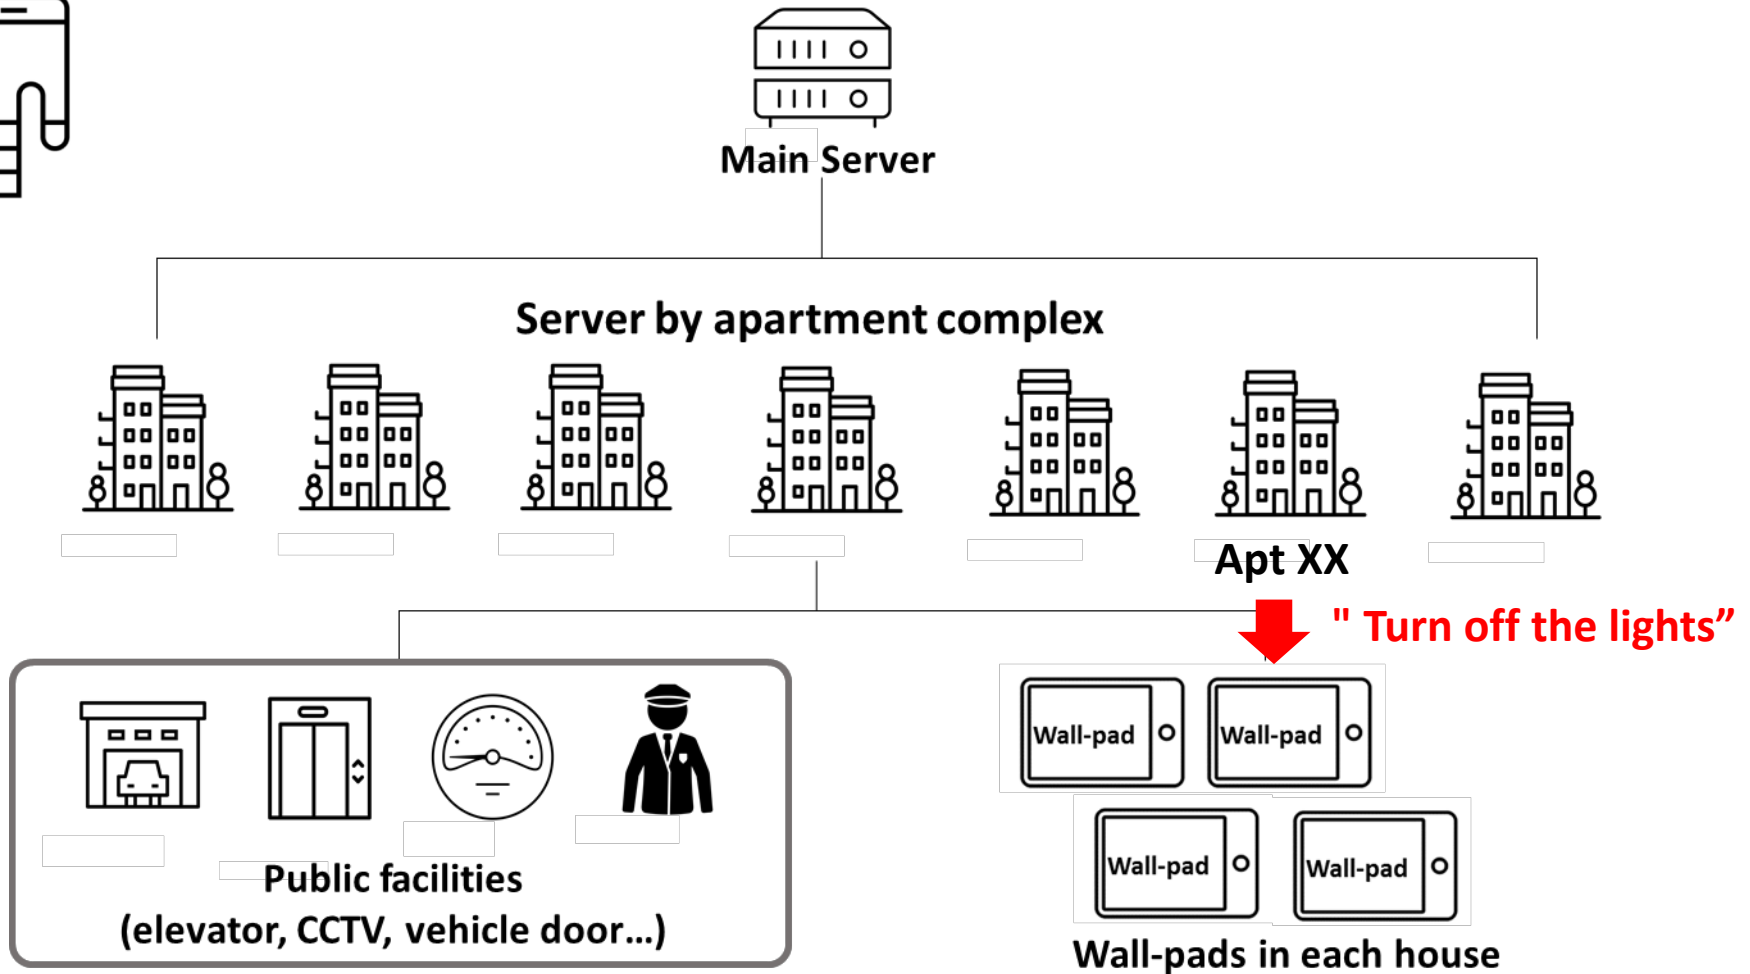 Main Server
Server by apartment complex
Apt XX
" Turn off the lights”
Wall-pad
Wall-pad
Wall-pad
Wall-pad
Public facilities
(elevator, CCTV, vehicle door...)
Wall-pads in each house